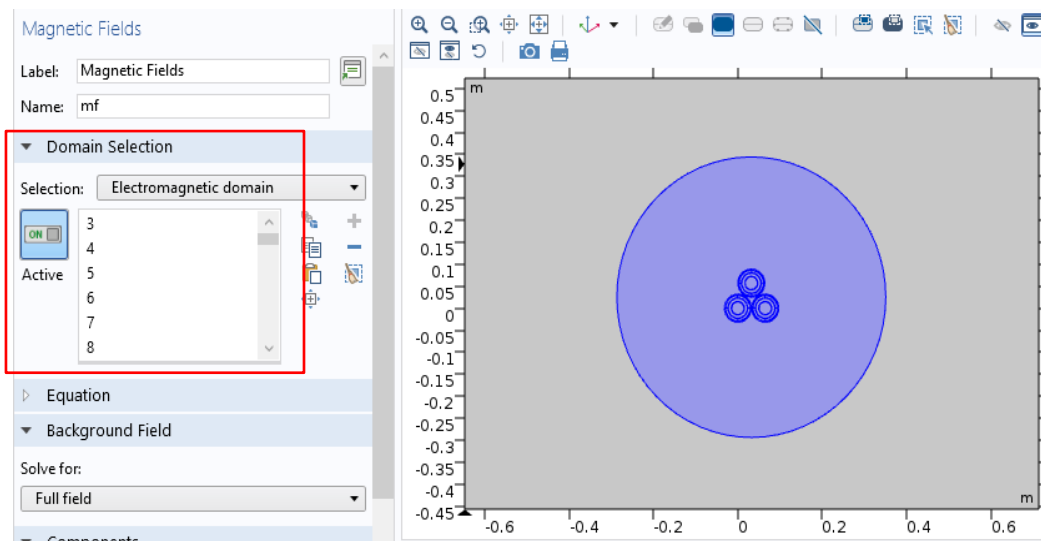 Magnetic Fields
Label: Magnetic Fields
Name: mf
Domain Selection
Selection: Electromagnetic domain
ON
Active
3
4
5
6
7
8
Equation
Background Field
Solve for:
Full field
Components
m
0.5
0.45
0.4
0.35
0.3
0.25
0.2
0.15
0.1
0.05
0
-0.05
-0.1
-0.15
-0.2
-0.25
-0.3
-0.35
-0.4
-0.45
m
-0.6 -0.4 -0.2 0 0.2 0.4 0.6